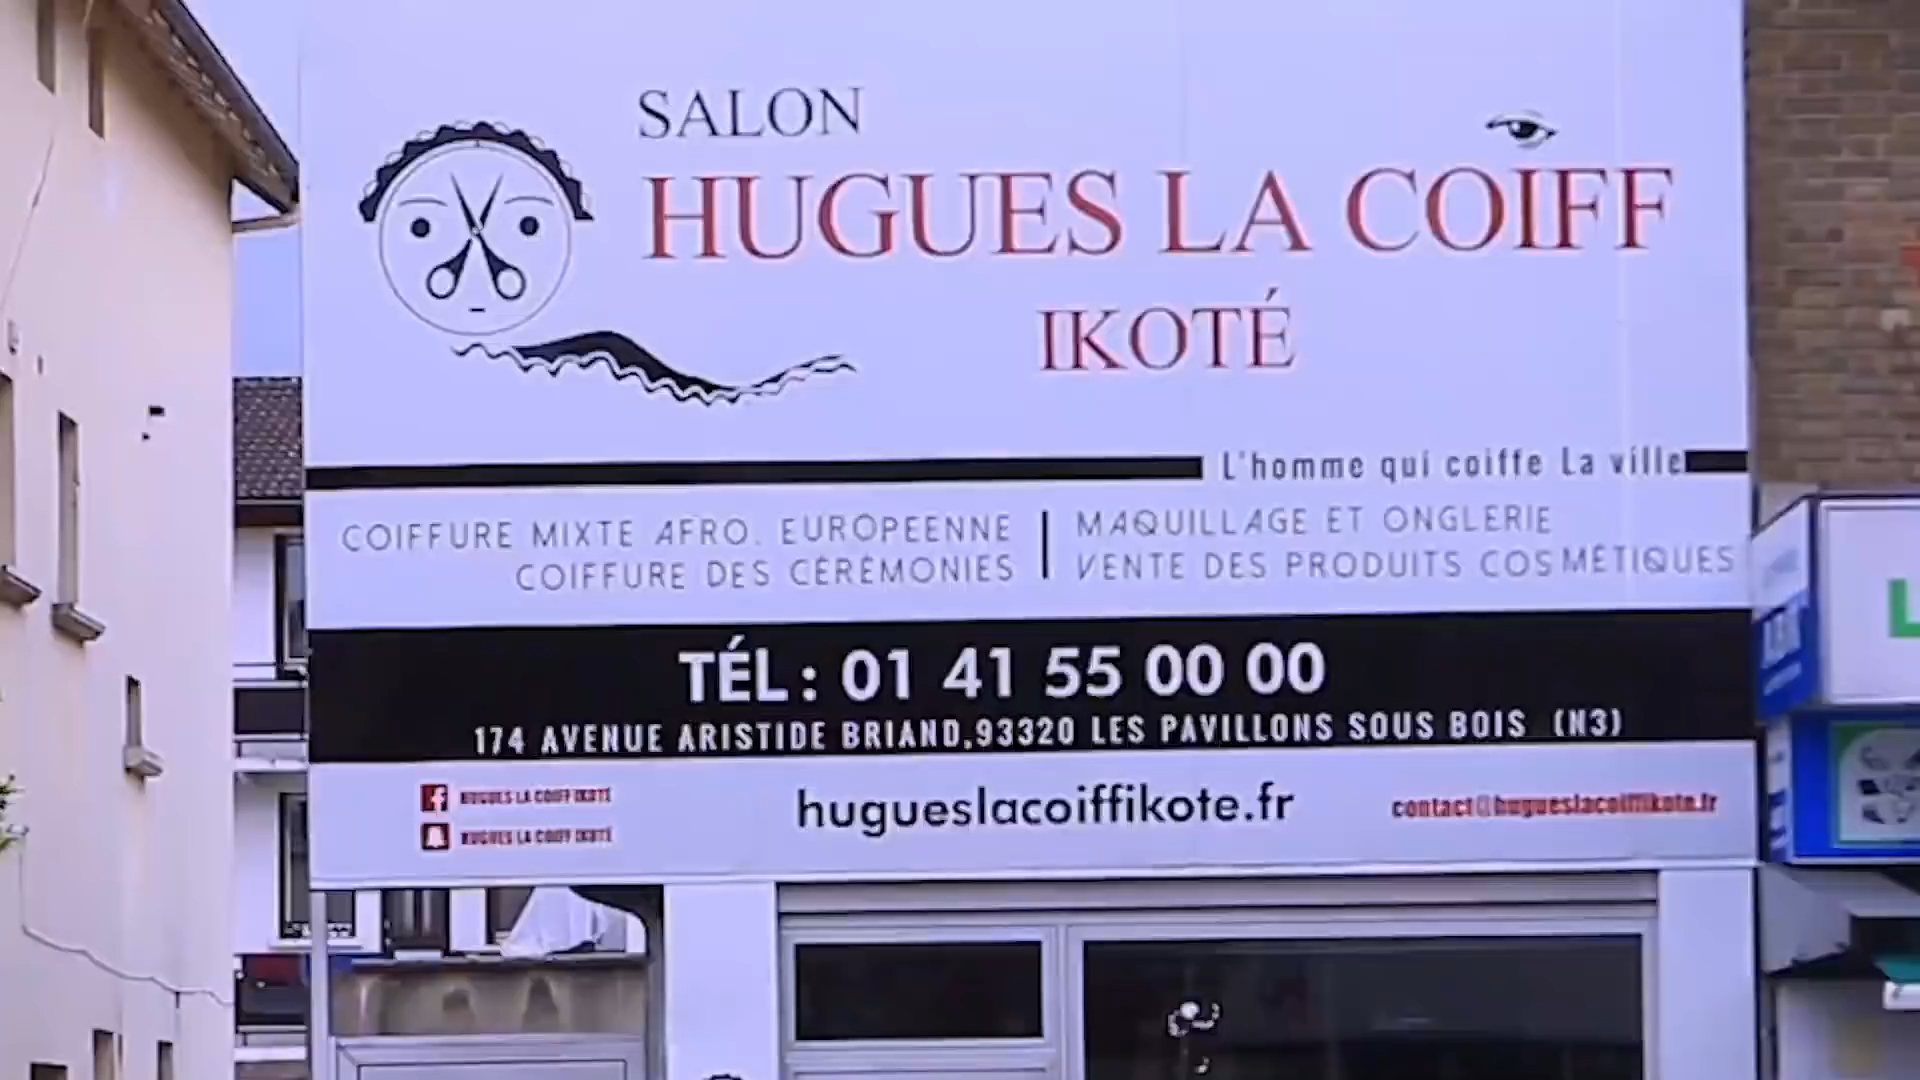 SALON
HUGUES LA COIFF
IKOTÉ
L'homme qui coiffe La ville
COIFFURE MIXTE AFRO. EUROPEENNE
COIFFURE DES CÉRÉMONIES
MAQUILLAGE ET ONGLERIE
VENTE DES PRODUITS COSMÉTIQUES
TÉL : 01 41 55 00 00
174 AVENUE ARISTIDE BRIAND.93320 LES PAVILLONS SOUS BOIS (N3)
HUGUES LA COIFF IKOTÉ
HUGUES LA COIFF IKOTÉ
hugueslacoiffikote.fr
contact@hugueslacoiffikote.fr